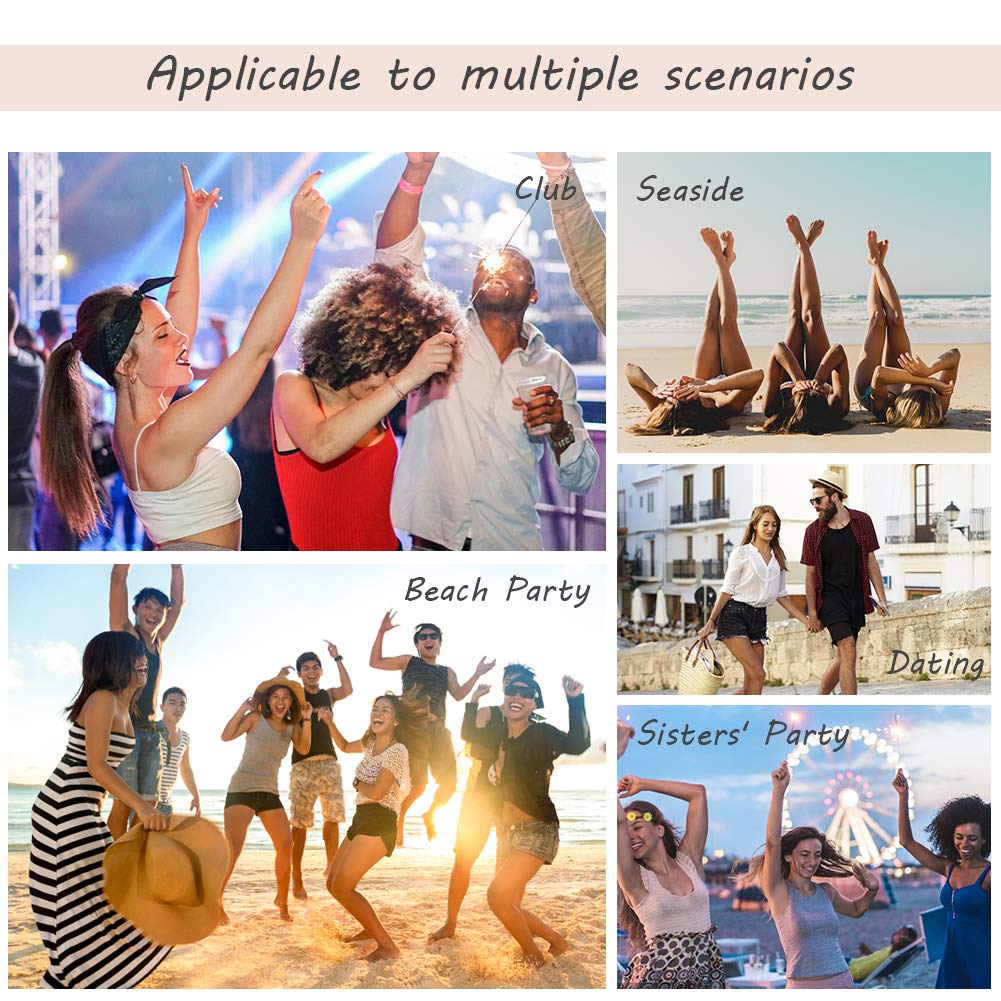 Applicable to multiple scenarios
Club
Seaside
Beach Party
Dating
Sisters' Party